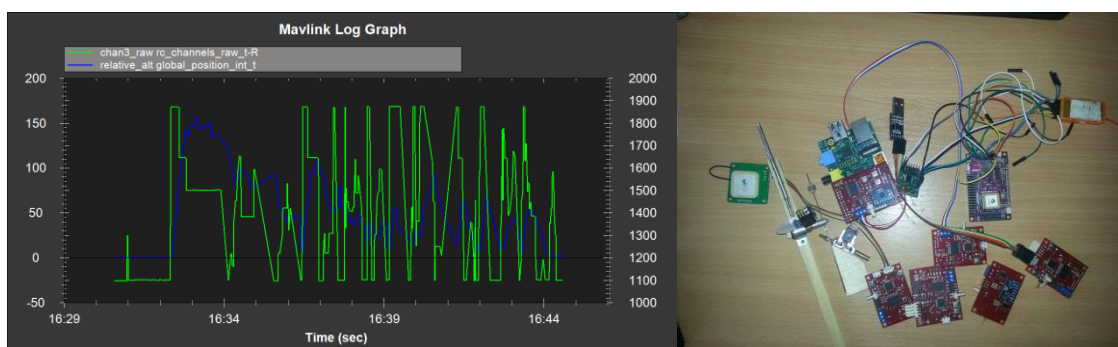 Mavlink Log Graph
chan3_raw rc_channels_raw_t-R
relative_alt global_position_int_t
200 2000
1900
150 1800
1700
100 1600
1500
50 1400
1300
0 1200
1100
-50 1000
16:29 16:34 16:39 16:44
Time (sec)